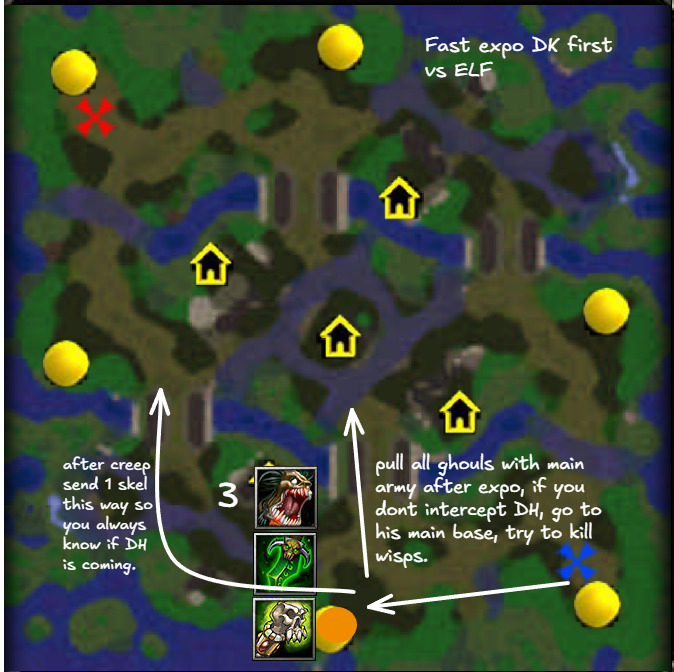 Fast expo DK first
vs ELF
after creep
send 1 skel
this way so
you always
know if DH
is coming.
3
pull all ghouls with main
army after expo, if you
dont intercept DH, go to
his main base, try to kill
wisps.